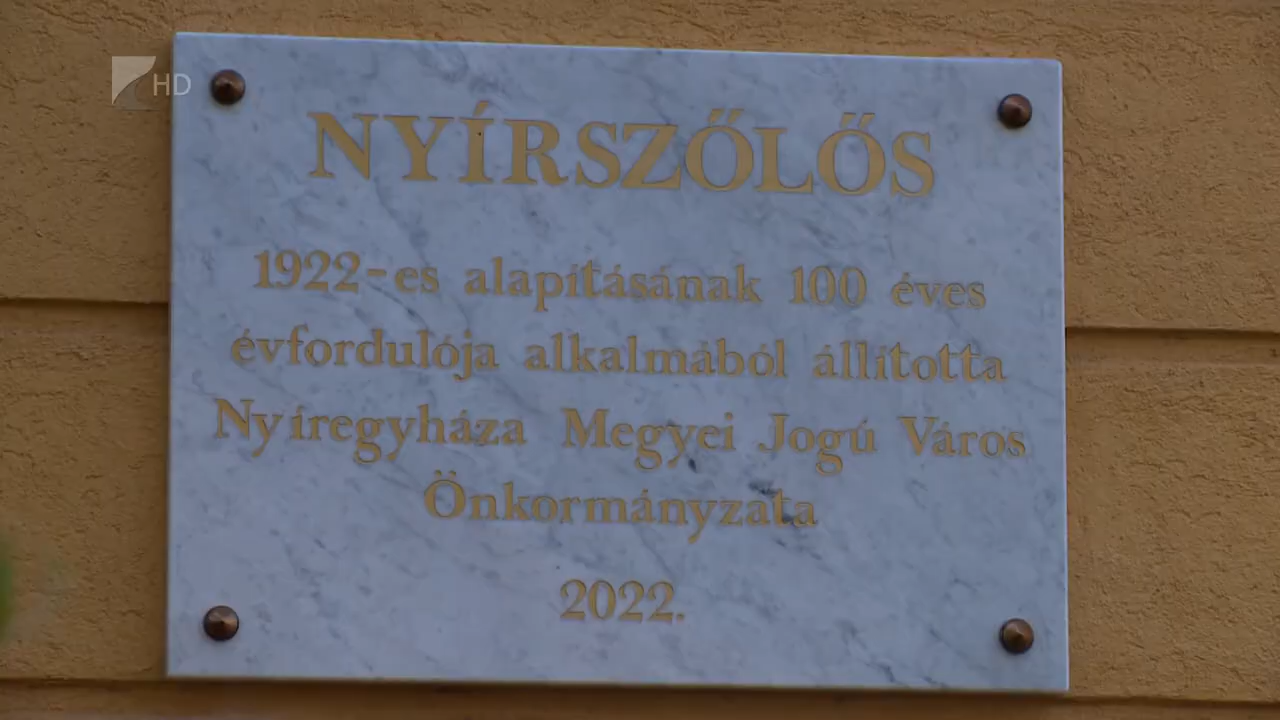 HD
NYÍRSZŐLŐS
1922-es alapításának 100 éves
évfordulója alkalmából állította
Nyíregyháza Megyei Jogú Város
Önkormányzata
2022.